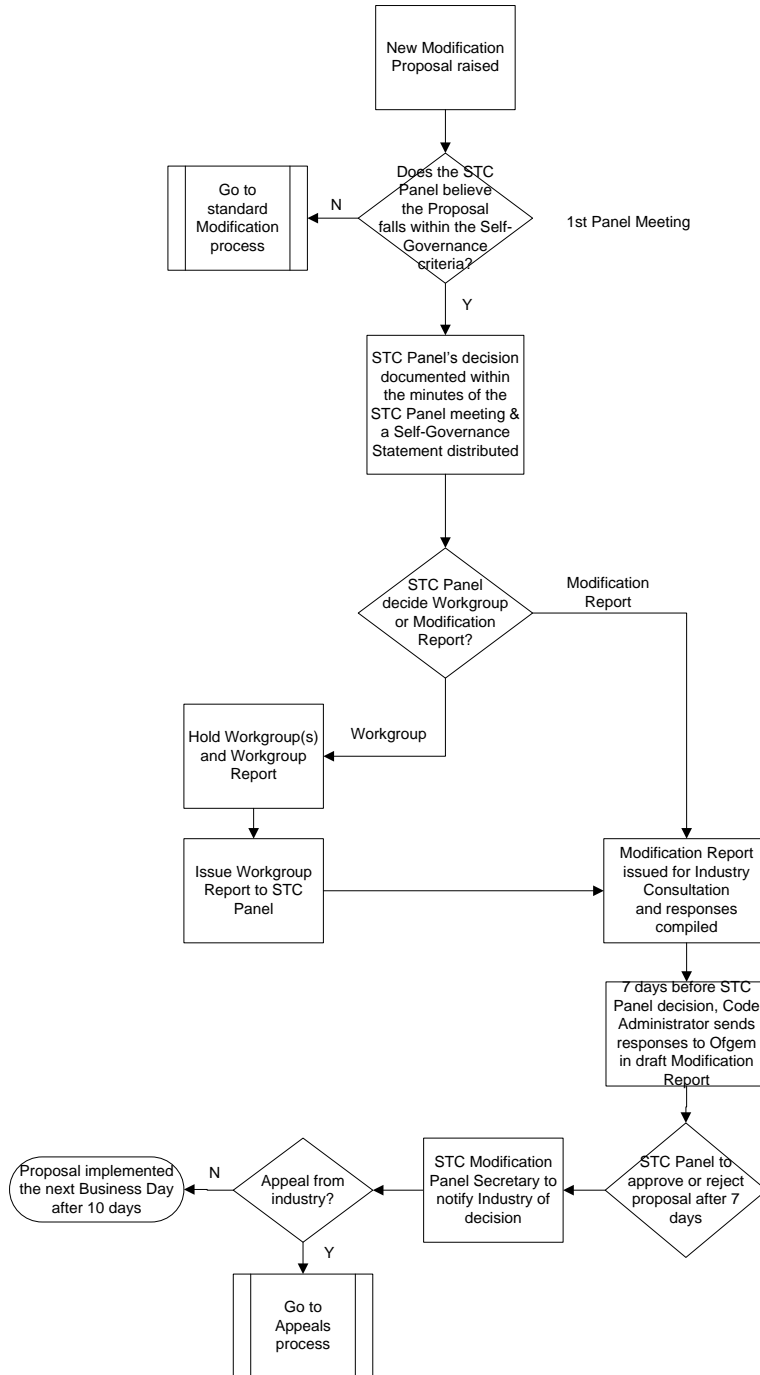 New Modification
Proposal raised
Does the STC
Panel believe
the Proposal
falls within the Self-
Governance
criteria?
N
Go to
standard
Modification
process
1st Panel Meeting
Y
STC Panel’s decision
documented within
the minutes of the
STC Panel meeting &
a Self-Governance
Statement distributed
STC Panel
decide Workgroup
or Modification
Report?
Modification
Report
Workgroup
Hold Workgroup(s)
and Workgroup
Report
Issue Workgroup
Report to STC
Panel
Modification Report
issued for Industry
Consultation
and responses
compiled
7 days before STC
Panel decision, Code
Administrator sends
responses to Ofgem
in draft Modification
Report
STC Panel to
approve or reject
proposal after 7
days
STC Modification
Panel Secretary to
notify Industry of
decision
Appeal from
industry?
N
Proposal implemented
the next Business Day
after 10 days
Y
Go to
Appeals
process